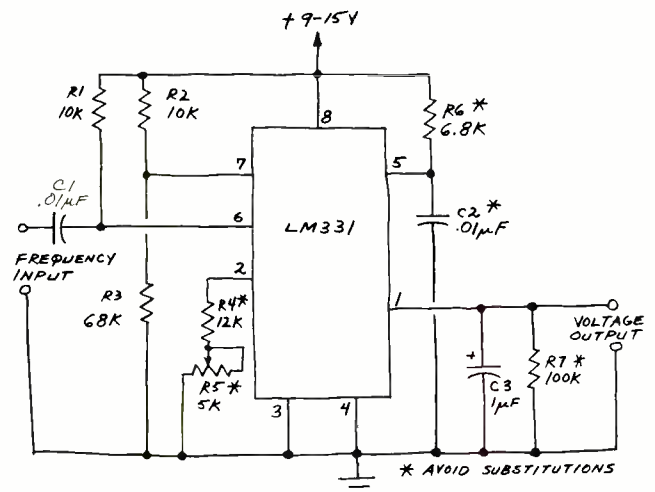 +9-15V
R1
10K
R2
10K
8
R6 *
6.8K
7
5
C1
.01µF
6
LM331
C2 *
.01µF
FREQUENCY
INPUT
2
R3
68K
R4*
12K
1
VOLTAGE
OUTPUT
R5 *
5K
+
C3
1µF
R7 *
100K
3
4
* AVOID SUBSTITUTIONS